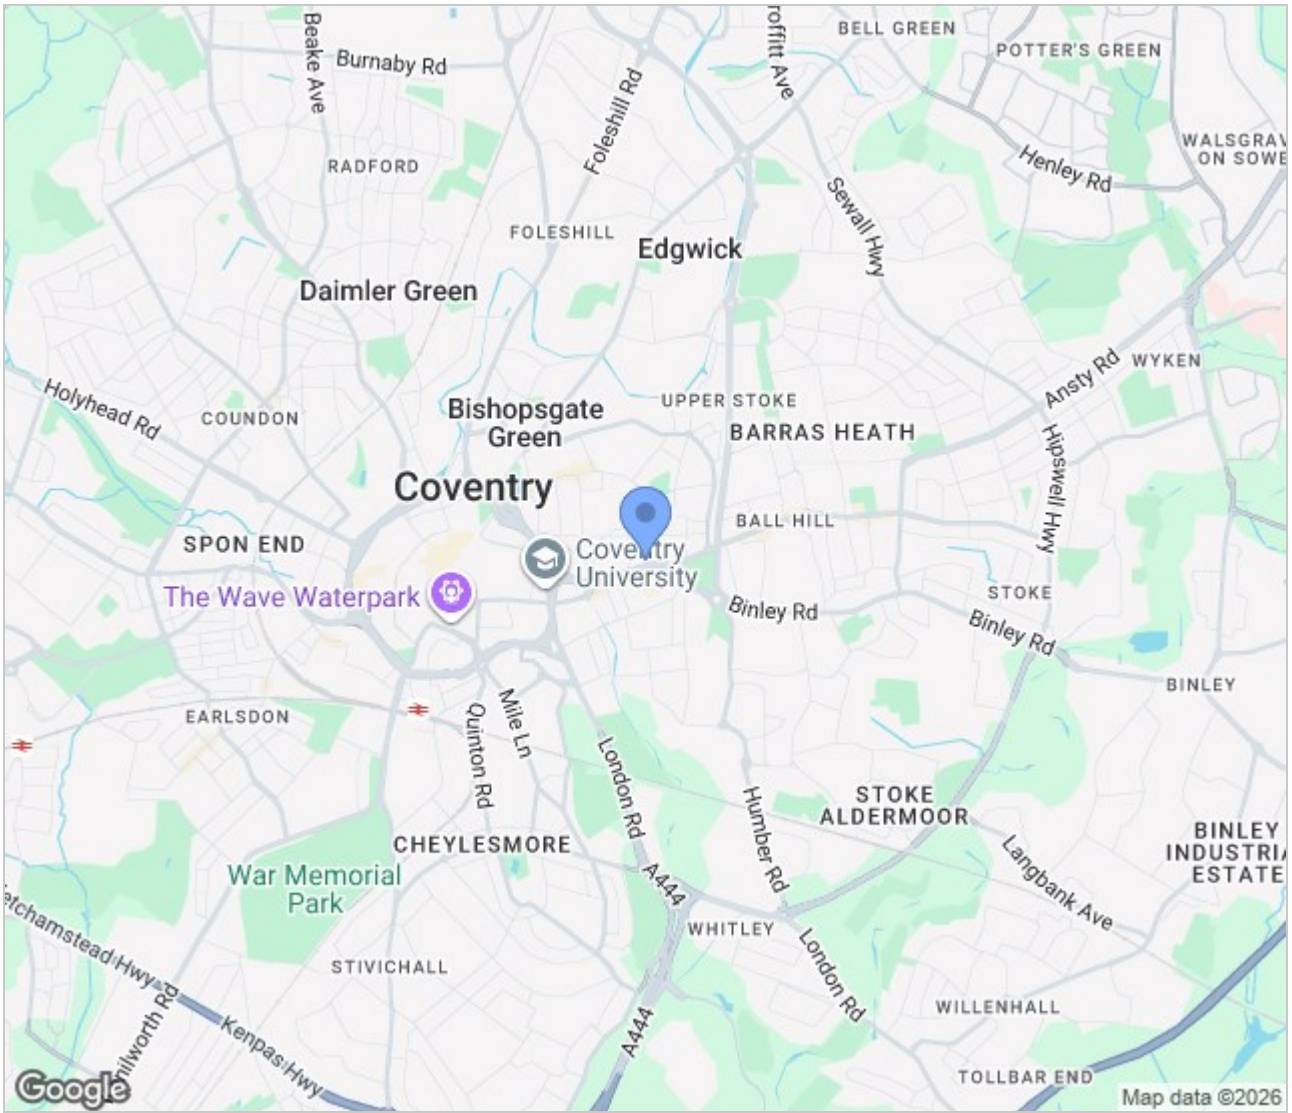 BELL GREEN
POTTER'S GREEN
Beake Ave
Burnaby Rd
roffitt Ave
Foleshill Rd
WALSGRAV
ON SOWE
Henley Rd
RADFORD
Sewall Hwy
FOLESHILL
Edgwick
Daimler Green
Ansty Rd
WYKEN
Holyhead Rd
COUNDON
Bishopsgate
Green
UPPER STOKE
BARRAS HEATH
Hipswell Hwy
Coventry
BALL HILL
SPON END
Coventry
University
The Wave Waterpark
STOKE
Binley Rd
Binley Rd
BINLEY
EARLSDON
Mile Ln
Quinton Rd
London Rd
Humber Rd
STOKE
ALDERMOOR
CHEYLESMORE
Langbank Ave
BINLEY
INDUSTRIA
ESTATE
War Memorial
Park
A444
etchamstead Hwy
WHITLEY
London Rd
STIVICHALL
WILLENHALL
Kenpas Hwy
nilworth Rd
A444
TOLLBAR END
Google
Map data ©2026